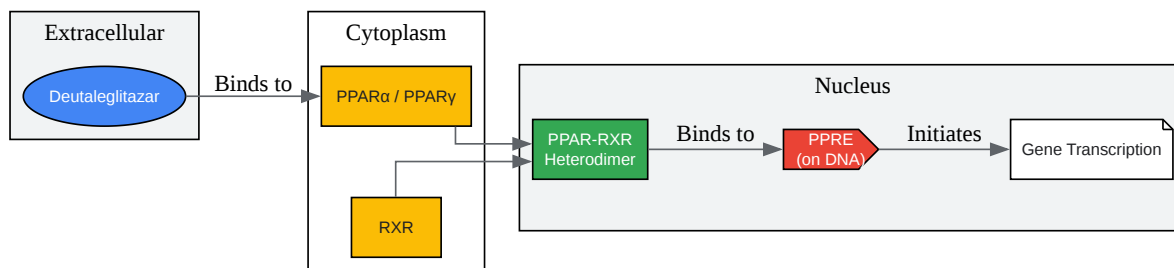 Extracellular
Deutaleglitazar
Binds to
Cytoplasm
PPARα / PPARγ
RXR
Nucleus
PPAR-RXR
Heterodimer
Binds to
PPRE
(on DNA)
Initiates
Gene Transcription